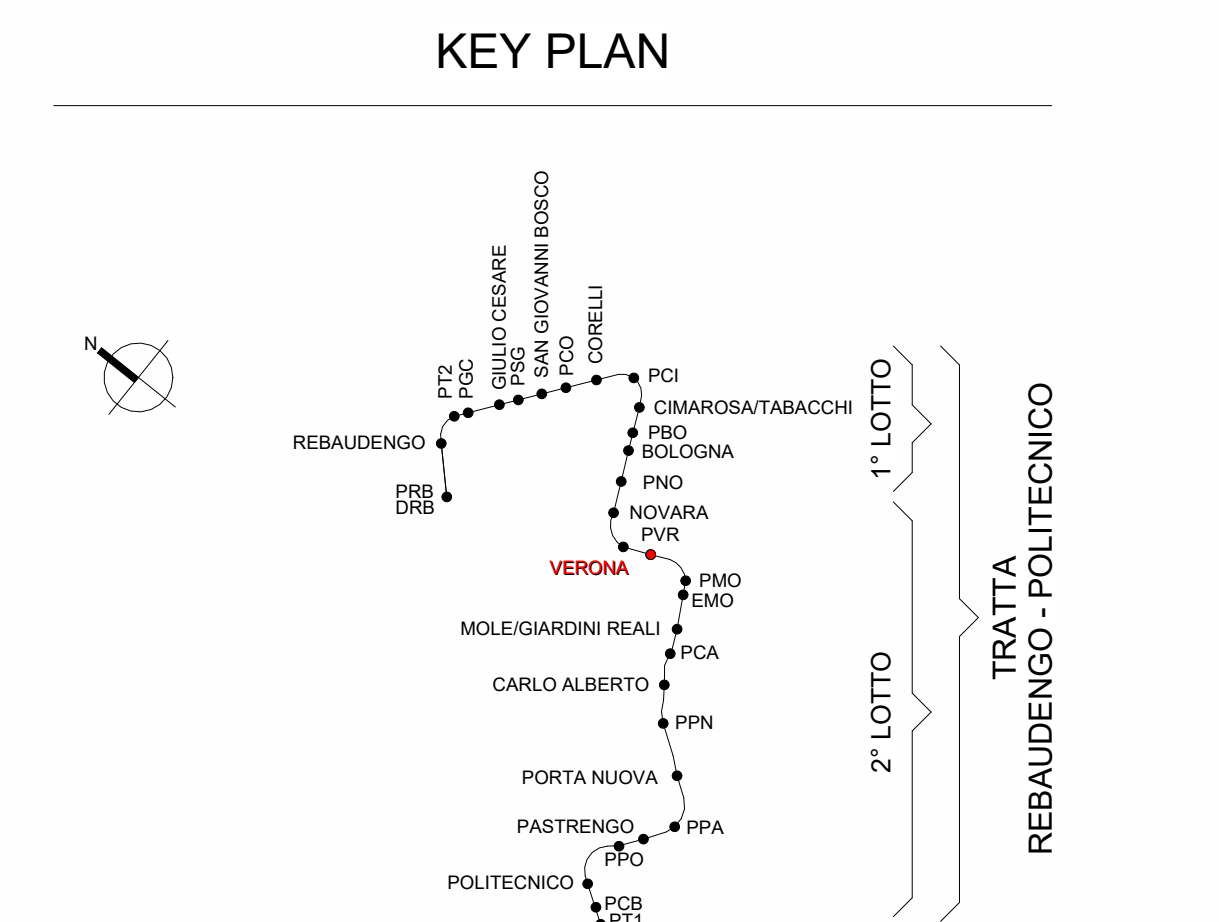 KEY PLAN
N
PT2
PGC
GIULIO CESARE
PSG
SAN GIOVANNI BOSCO
PCO
CORELLI
PCI
CIMAROSA/TABACCHI
REBAUDENGO
PBO
BOLOGNA
PRB
DRB
PNO
NOVARA
PVR
VERONA
PMO
EMO
MOLE/GIARDINI REALI
PCA
CARLO ALBERTO
PPN
PORTA NUOVA
PASTRENGO
PPA
PPO
POLITECNICO
PCB
PT1
1° LOTTO
2° LOTTO
TRATTA
REBAUDENGO - POLITECNICO